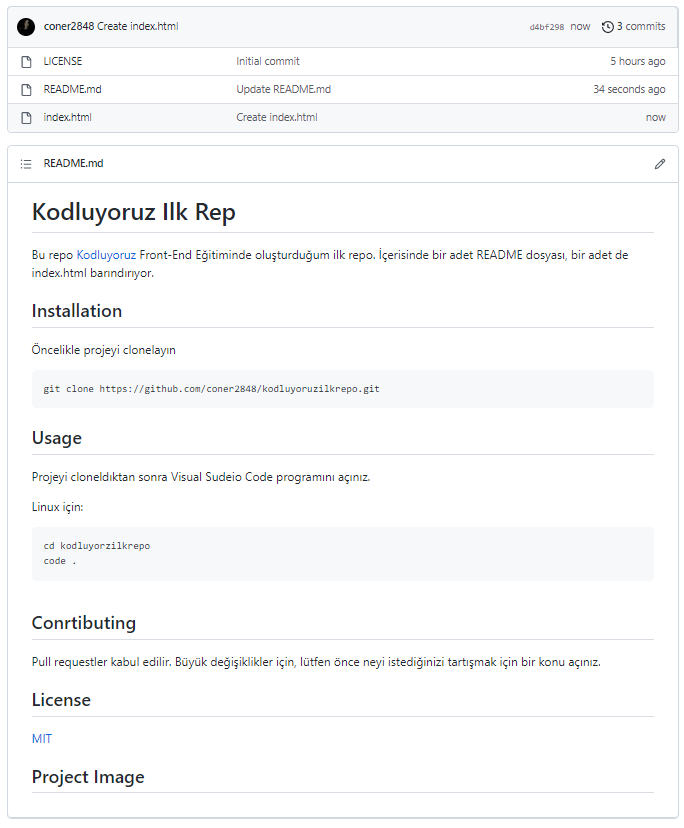 coner2848 Create index.html d4bf298 now 3 commits
LICENSE Initial commit 5 hours ago
README.md Update README.md 34 seconds ago
index.html Create index.html now
README.md
Kodluyoruz Ilk Rep
Bu repo Kodluyoruz Front-End Eğitiminde oluşturduğum ilk repo. İçerisinde bir adet README dosyası, bir adet de
index.html barındırıyor.
Installation
Öncelikle projeyi clonelayın
git clone https://github.com/coner2848/kodluyoruzilkrepo.git
Usage
Projeyi cloneldıktan sonra Visual Sudeio Code programını açınız.
Linux için:
cd kodluyorzilkrepo
code .
Conrtibuting
Pull requestler kabul edilir. Büyük değişiklikler için, lütfen önce neyi istediğinizi tartışmak için bir konu açınız.
License
MIT
Project Image